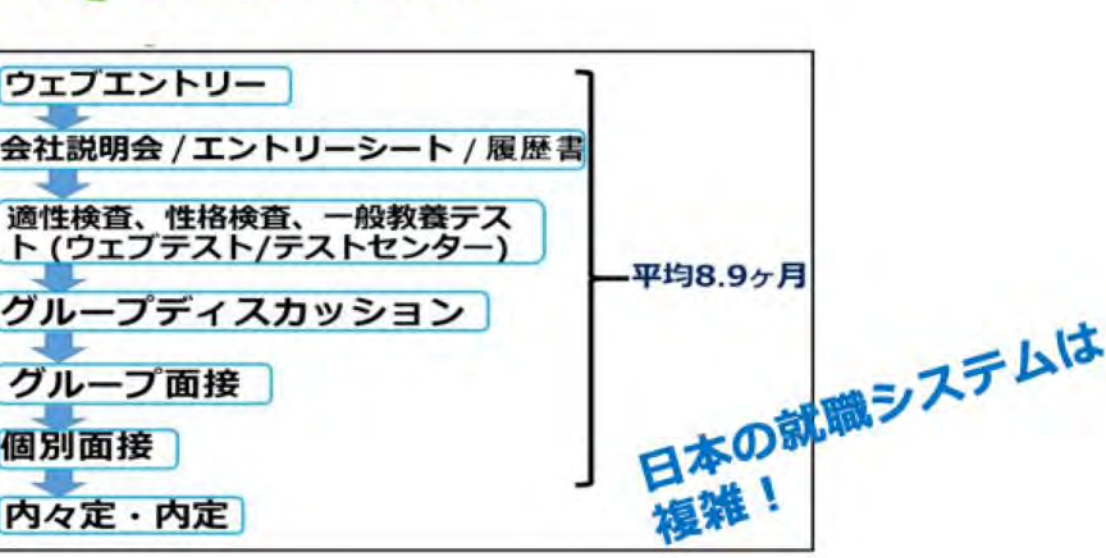 ウェブエントリー
会社説明会 / エントリーシート / 履歴書
適性検査、性格検査、一般教養テス
ト (ウェブテスト/テストセンター)
グループディスカッション
グループ面接
個別面接
内々定・内定
平均8.9ヶ月
日本の就職システムは
複雑！